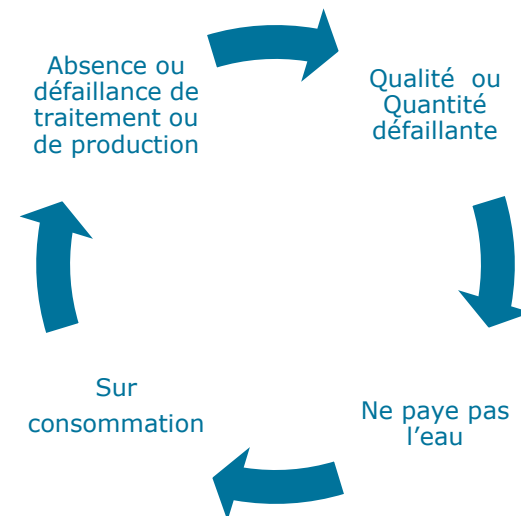 Absence ou
défaillance de
traitement ou
de production
Qualité ou
Quantité
défaillante
Ne paye pas
l'eau
Sur
consommation